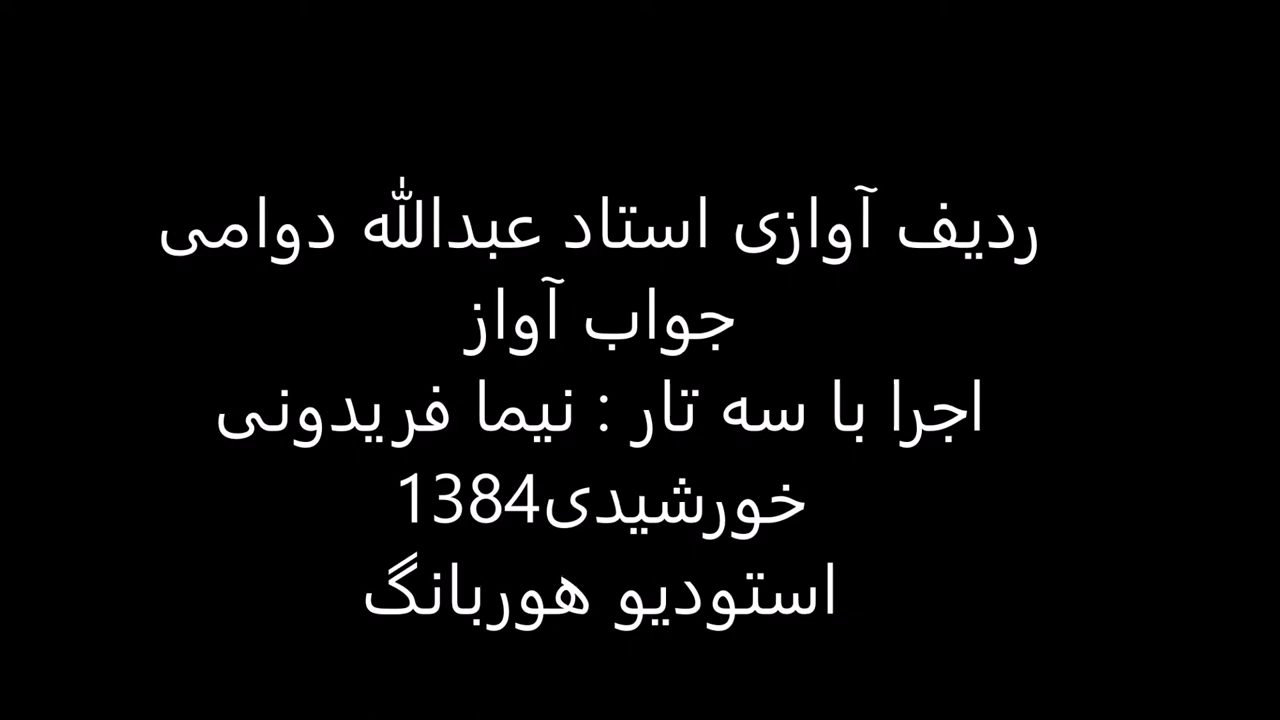 ردیف آوازی استاد عبدالله دوامی
جواب آواز
اجرا با سه تار : نیما فریدونی
خورشیدی1384
استودیو هوربانگ